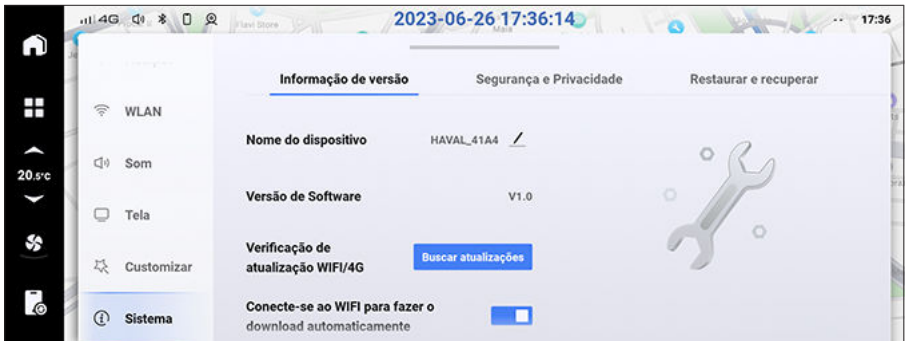 4G
2023-06-26 17:36:14
17:36
Informação de versão
Segurança e Privacidade
Restaurar e recuperar
WLAN
Nome do dispositivo
HAVAL_41A4
20.5°c
Som
Versão de Software
V1.0
Tela
Verificação de
atualização WIFI/4G
Buscar atualizações
Customizar
Conecte-se ao WIFI para fazer o
download automaticamente
Sistema